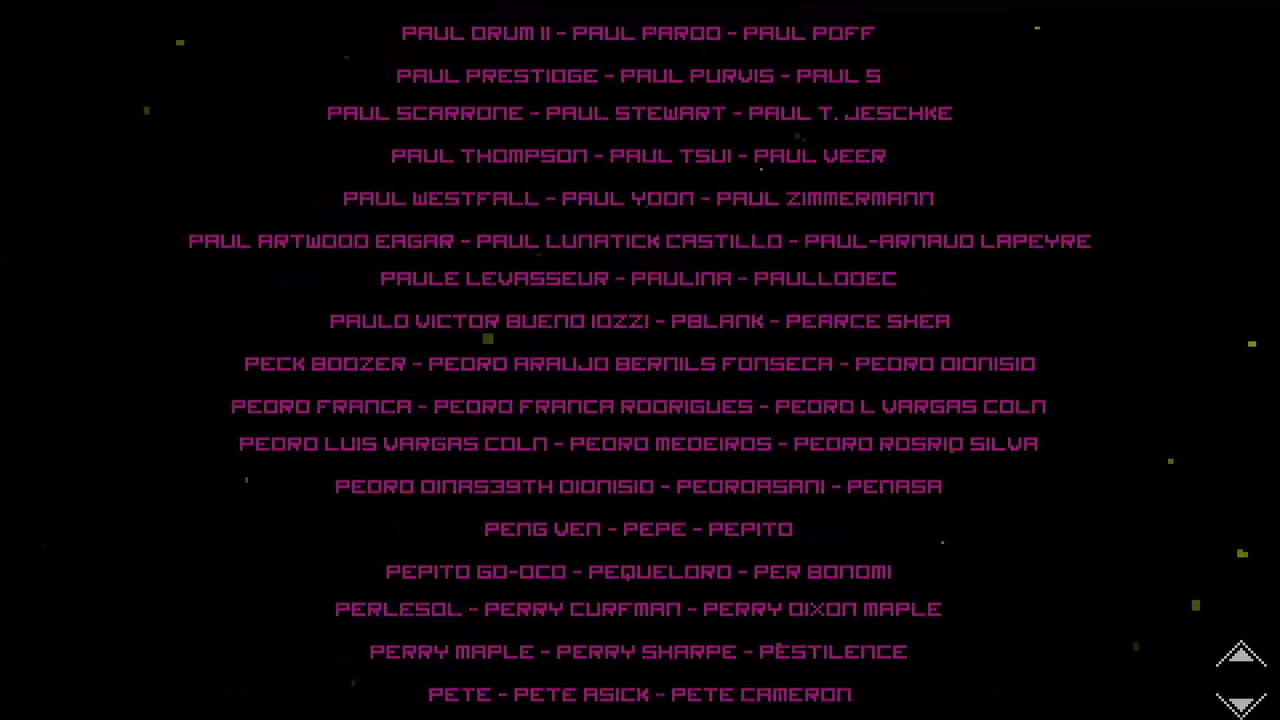 PAUL DRUM II - PAUL PARDO - PAUL POFF
PAUL PRESTIDGE - PAUL PURVIS - PAUL S
PAUL SCARRONE - PAUL STEWART - PAUL T. JESCHKE
PAUL THOMPSON - PAUL TSUI - PAUL VEER
PAUL WESTFALL - PAUL YOON - PAUL ZIMMERMANN
PAUL ARTWOOD EAGAR - PAUL LUNATICK CASTILLO - PAUL-ARNAUD LAPEYRE
PAULE LEVASSEUR - PAULINA - PAULLODEC
PAULO VICTOR BUENO IOZZI - PBLANK - PEARCE SHEA
PECK BOOZER - PEDRO ARAUJO BERNILS FONSECA - PEDRO DIONISIO
PEDRO FRANCA - PEDRO FRANCA RODRIGUES - PEDRO L VARGAS COLN
PEDRO LUIS VARGAS COLN - PEDRO MEDEIROS - PEDRO ROSRIO SILVA
PEDRO DINAS39TH DIONISIO - PEDROASANI - PENASA
PENG VEN - PEPE - PEPITO
PEPITO GO-OCO - PEQUELORO - PER BONOMI
PERLESOL - PERRY CURFMAN - PERRY DIXON MAPLE
PERRY MAPLE - PERRY SHARPE - PESTILENCE
PETE - PETE ASICK - PETE CAMERON